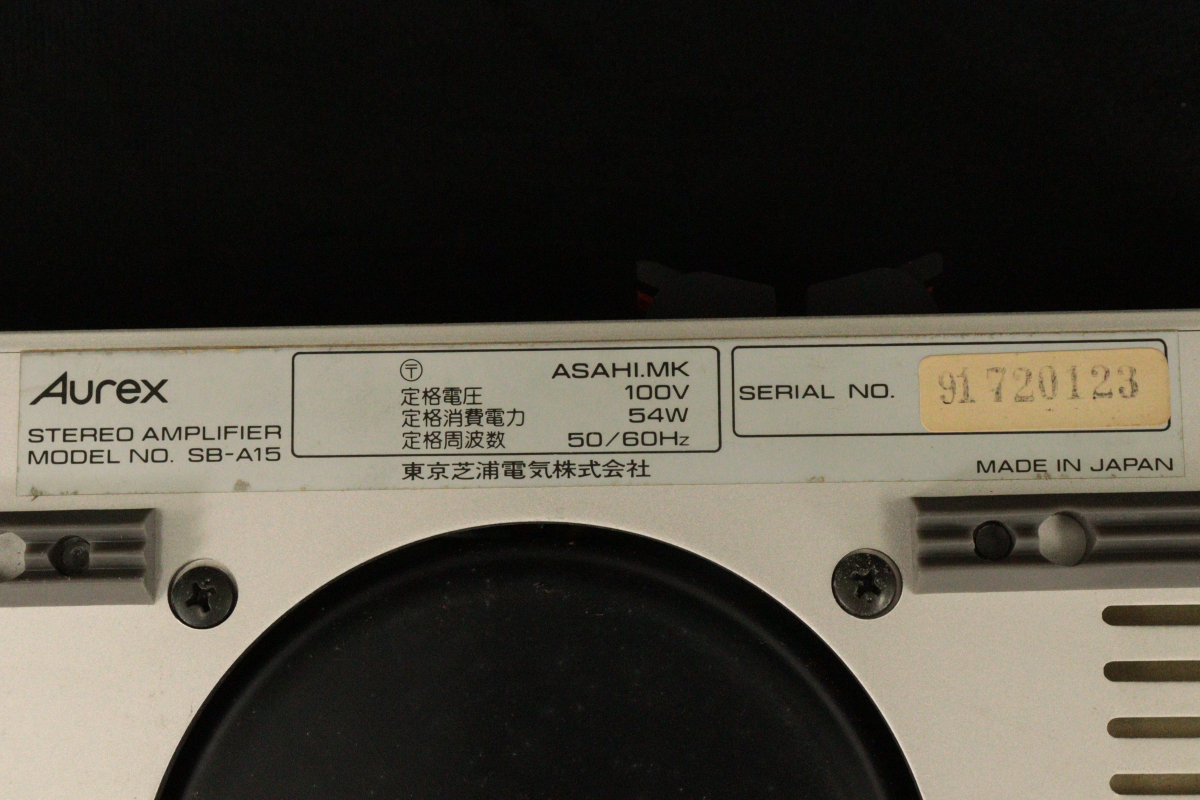 Aurex
STEREO AMPLIFIER
MODEL NO. SB-A15
〒 ASAHI.MK
定格電圧 100V
定格消費電力 54W
定格周波数 50/60Hz
東京芝浦電気株式会社
SERIAL NO. 91720123
MADE IN JAPAN